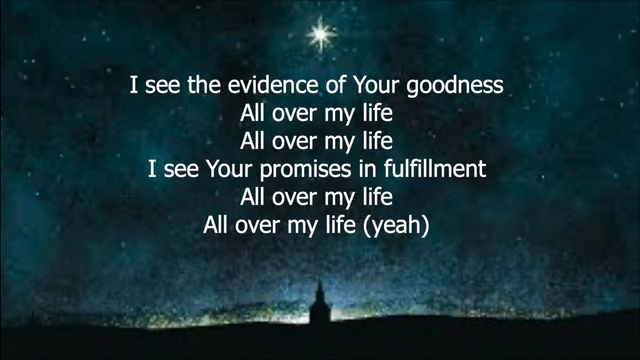 I see the evidence of Your goodness
All over my life
All over my life
I see Your promises in fulfillment
All over my life
All over my life (yeah)